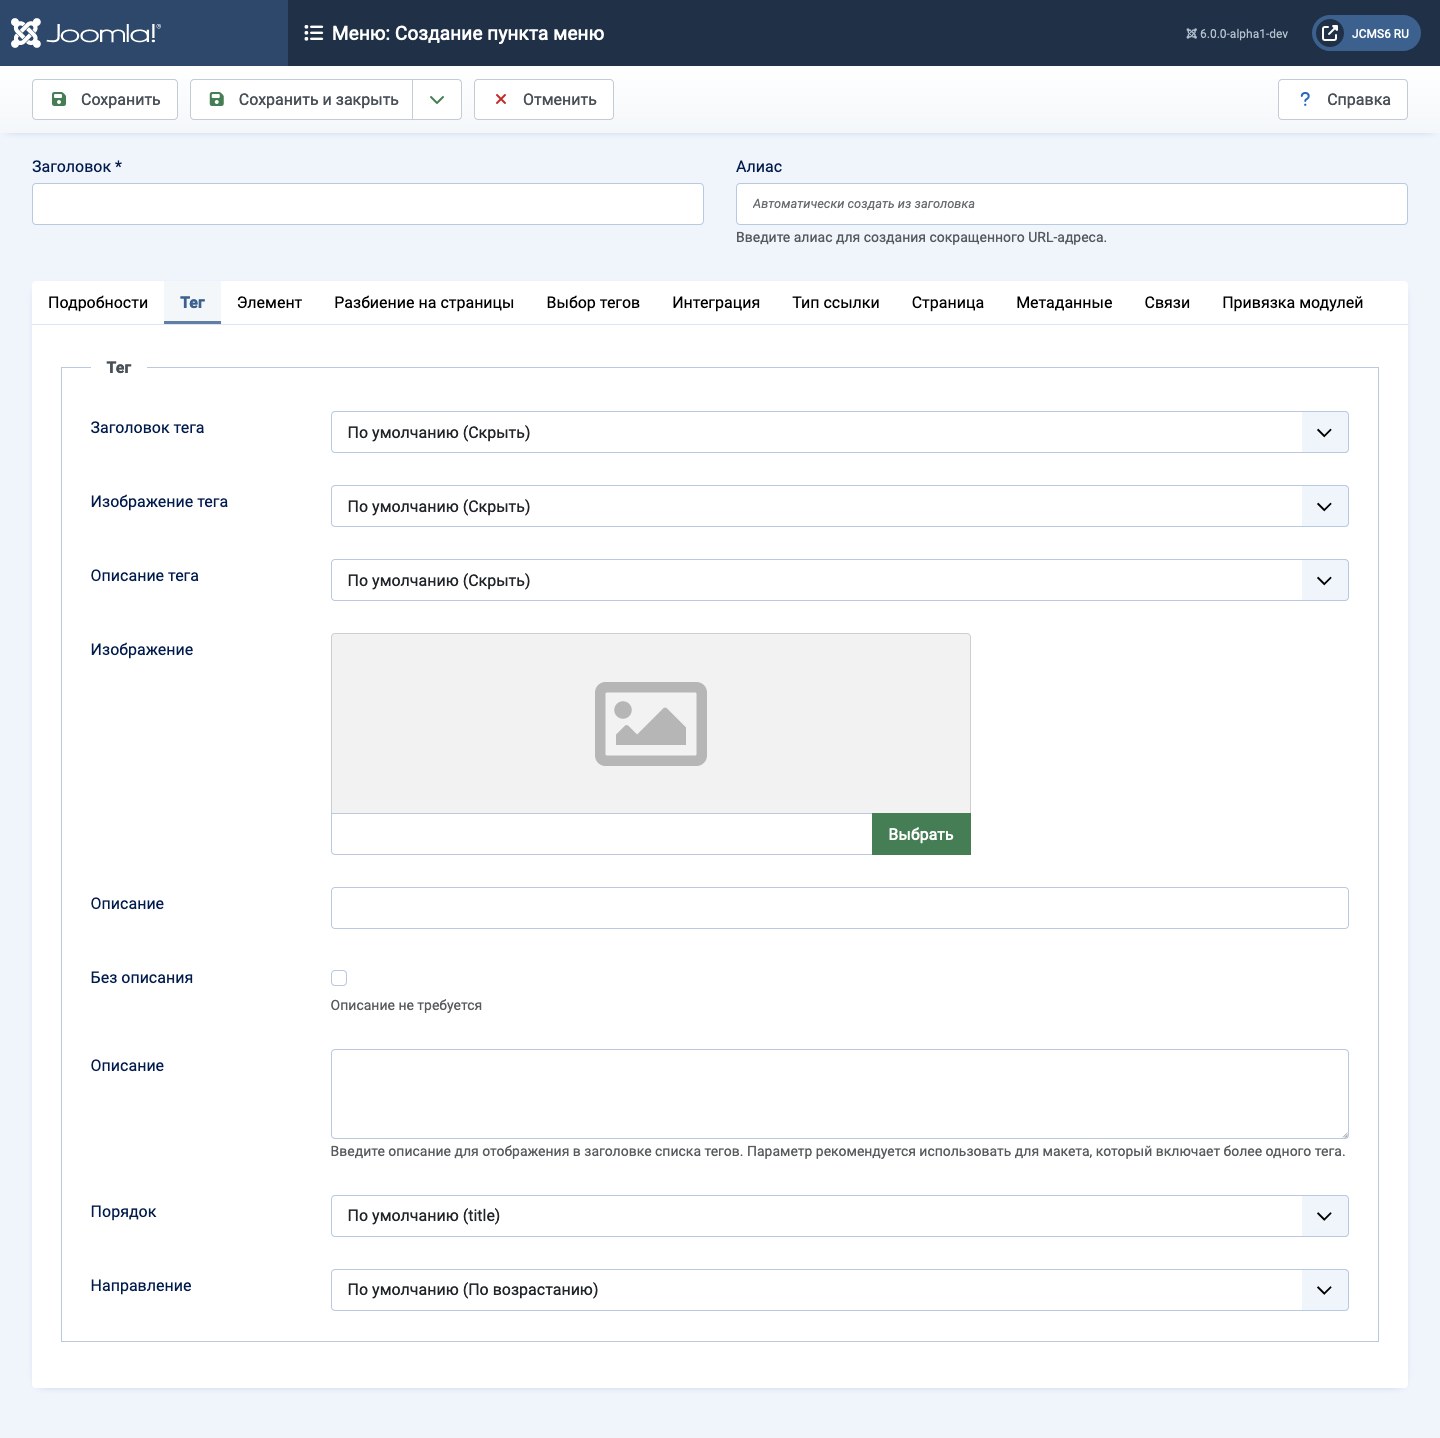 Joomla!®
Меню: Создание пункта меню
6.0.0-alpha1-dev
JCMS6 RU
Сохранить
Сохранить и закрыть
Отменить
? Справка
Заголовок *
Алиас
Автоматически создать из заголовка
Введите алиас для создания сокращенного URL-адреса.
Подробности Тег Элемент Разбиение на страницы Выбор тегов Интеграция Тип ссылки Страница Метаданные Связи Привязка модулей
Тег
Заголовок тега
По умолчанию (Скрыть)
Изображение тега
По умолчанию (Скрыть)
Описание тега
По умолчанию (Скрыть)
Изображение
Выбрать
Описание
Без описания
Описание не требуется
Описание
Введите описание для отображения в заголовке списка тегов. Параметр рекомендуется использовать для макета, который включает более одного тега.
Порядок
По умолчанию (title)
Направление
По умолчанию (По возрастанию)